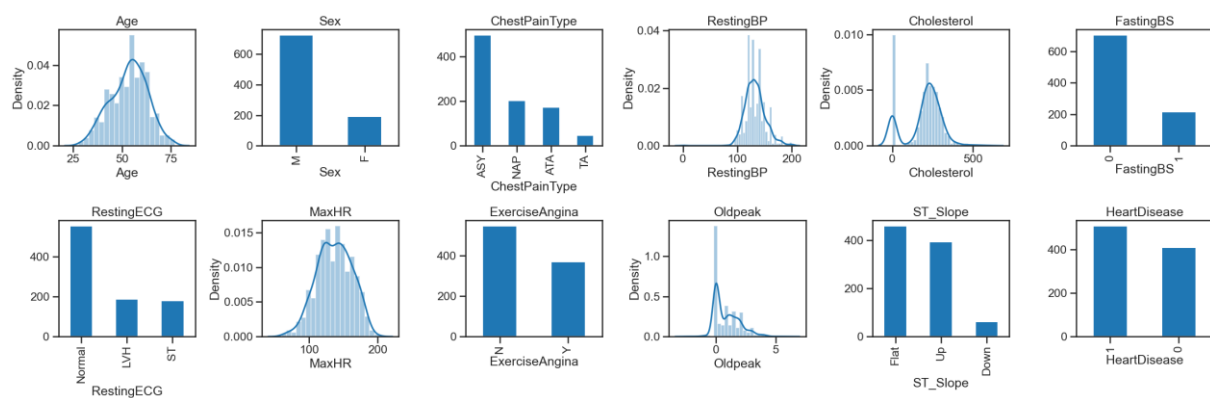 Age
Density
0.04
0.02
0.00
25
50
75
Age
Sex
600
400
200
0
M
F
Sex
ChestPainType
400
200
0
ASY
NAP
ATA
TA
ChestPainType
RestingBP
Density
0.04
0.02
0.00
0
100
200
RestingBP
Cholesterol
Density
0.010
0.005
0.000
0
500
Cholesterol
FastingBS
600
400
200
0
0
1
FastingBS
RestingECG
400
200
0
Normal
LVH
ST
RestingECG
MaxHR
Density
0.015
0.010
0.005
0.000
100
200
MaxHR
ExerciseAngina
400
200
0
N
Y
ExerciseAngina
Oldpeak
Density
1.0
0.5
0.0
0
5
Oldpeak
ST_Slope
400
200
0
Flat
Up
Down
ST_Slope
HeartDisease
400
200
0
1
0
HeartDisease